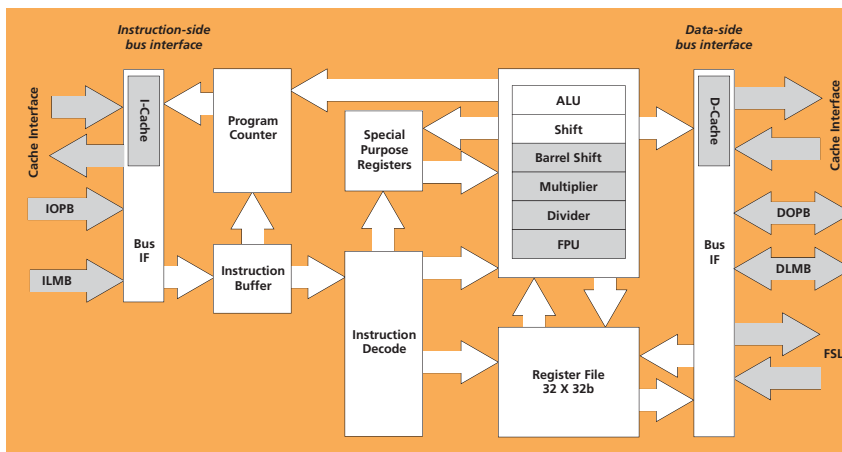 Instruction-side
bus interface
Data-side
bus interface
Cache Interface
I-Cache
Program
Counter
ALU
Shift
Barrel Shift
Multiplier
Divider
FPU
Special
Purpose
Registers
D-Cache
Cache Interface
IOPB
Bus
IF
ILMB
Instruction
Buffer
Instruction
Decode
Register File
32 X 32b
Bus
IF
DOPB
DLMB
FSL